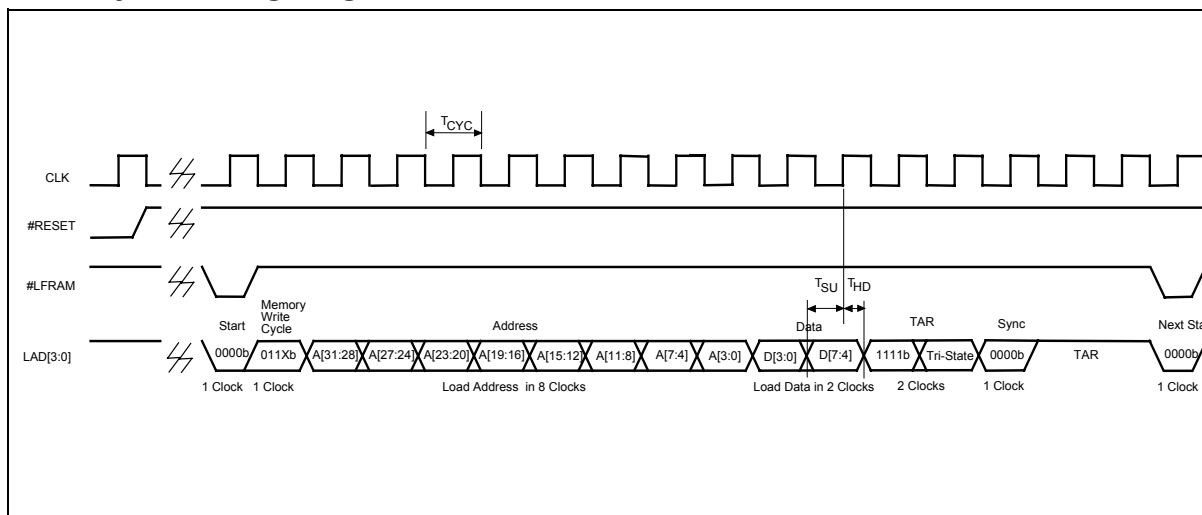 TCYC
CLK
#RESET
#LFRAM
TSU THD
Memory
Write
Cycle
Start Address Data TAR Sync Next Sta
LAD[3:0] 0000b 011Xb A[31:28] A[27:24] A[23:20] A[19:16] A[15:12] A[11:8] A[7:4] A[3:0] D[3:0] D[7:4] 1111b Tri-State 0000b TAR 0000b
1 Clock 1 Clock Load Address in 8 Clocks Load Data in 2 Clocks 2 Clocks 1 Clock 1 Clock